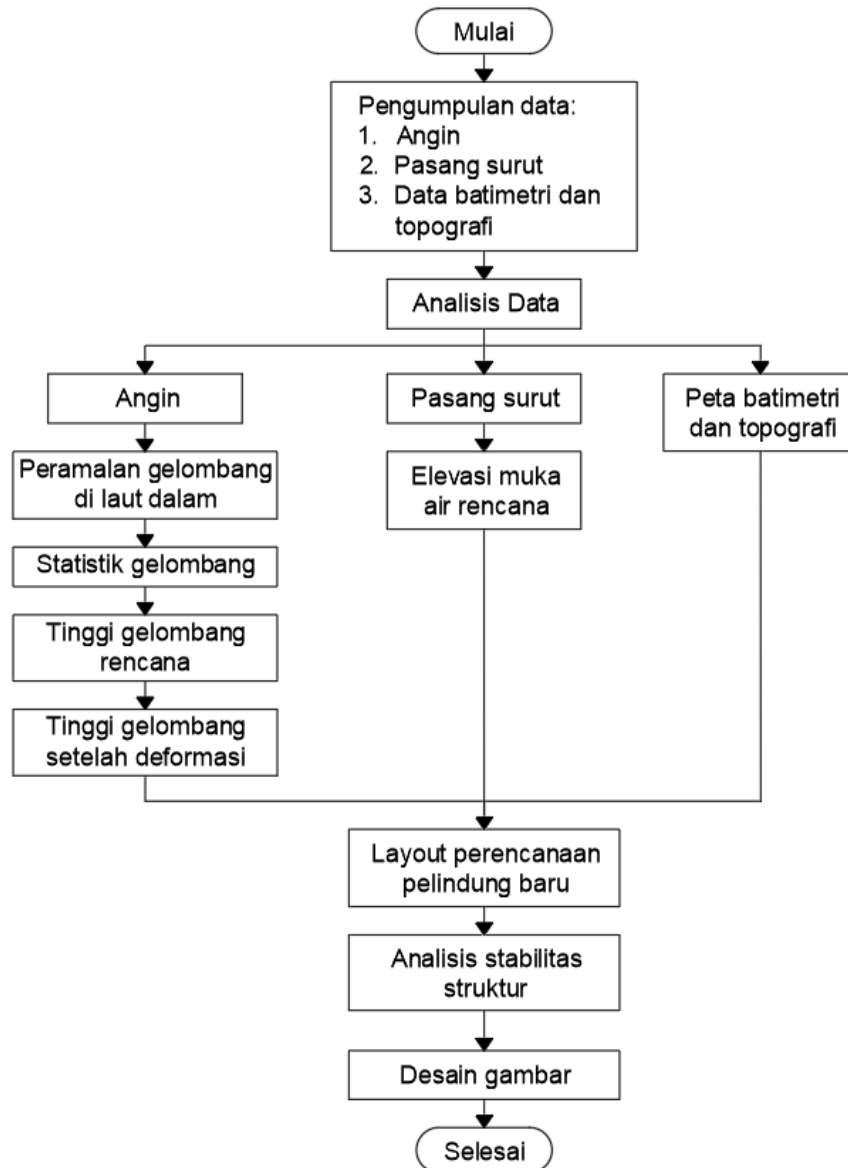 Mulai
Pengumpulan data:
1. Angin
2. Pasang surut
3. Data batimetri dan
topografi
Analisis Data
Angin
Peramalan gelombang
di laut dalam
Statistik gelombang
Tinggi gelombang
rencana
Tinggi gelombang
setelah deformasi
Pasang surut
Elevasi muka
air rencana
Peta batimetri
dan topografi
Layout perencanaan
pelindung baru
Analisis stabilitas
struktur
Desain gambar
Selesai